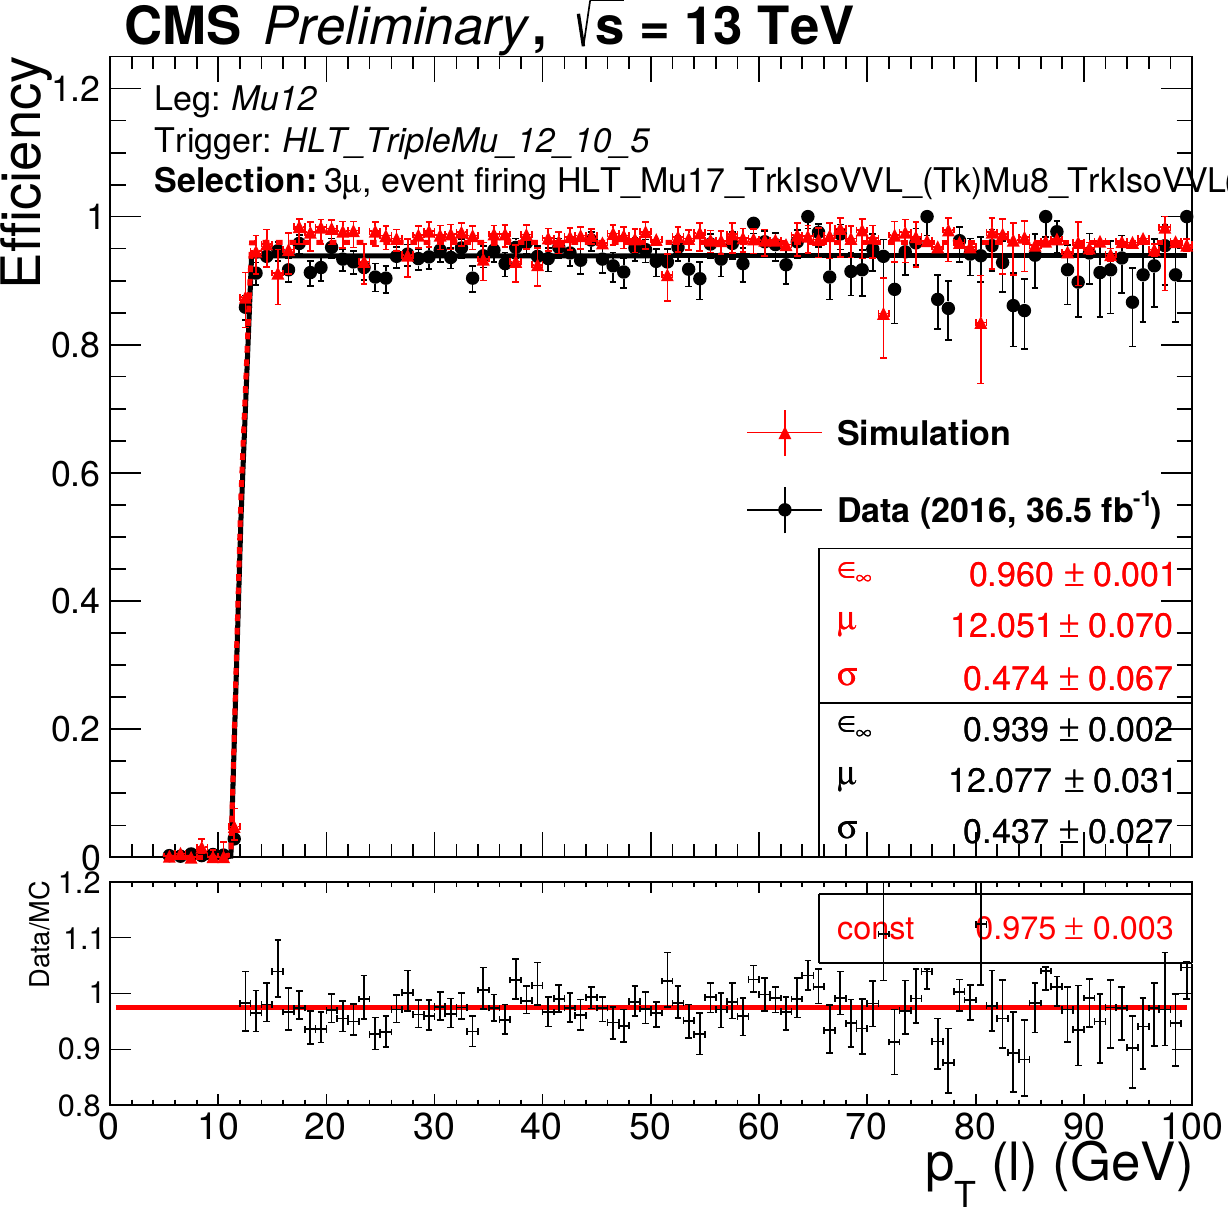 CMS Preliminary, √s = 13 TeV
Efficiency
Leg: Mu12
Trigger: HLT_TripleMu_12_10_5
Selection: 3μ, event firing HLT_Mu17_TrkIsoVVL_(Tk)Mu8_TrkIsoVVL(
1.2
1
0.8
0.6
0.4
0.2
0
Simulation
Data (2016, 36.5 fb⁻¹)
∈∞ 0.960 ± 0.001
μ 12.051 ± 0.070
σ 0.474 ± 0.067
∈∞ 0.939 ± 0.002
μ 12.077 ± 0.031
σ 0.437 ± 0.027
Data/MC
1.2
1.1
1
0.9
0.8
const 0.975 ± 0.003
0 10 20 30 40 50 60 70 80 90 100
p_T (l) (GeV)